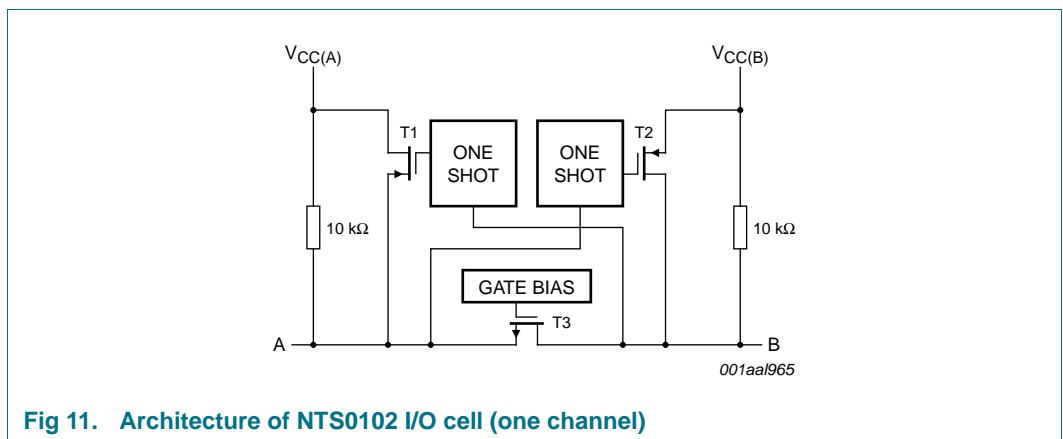 VCC(A)
VCC(B)
T1
ONE
SHOT
ONE
SHOT
T2
10 kΩ
10 kΩ
GATE BIAS
T3
A
B
001aal965
Fig 11. Architecture of NTS0102 I/O cell (one channel)